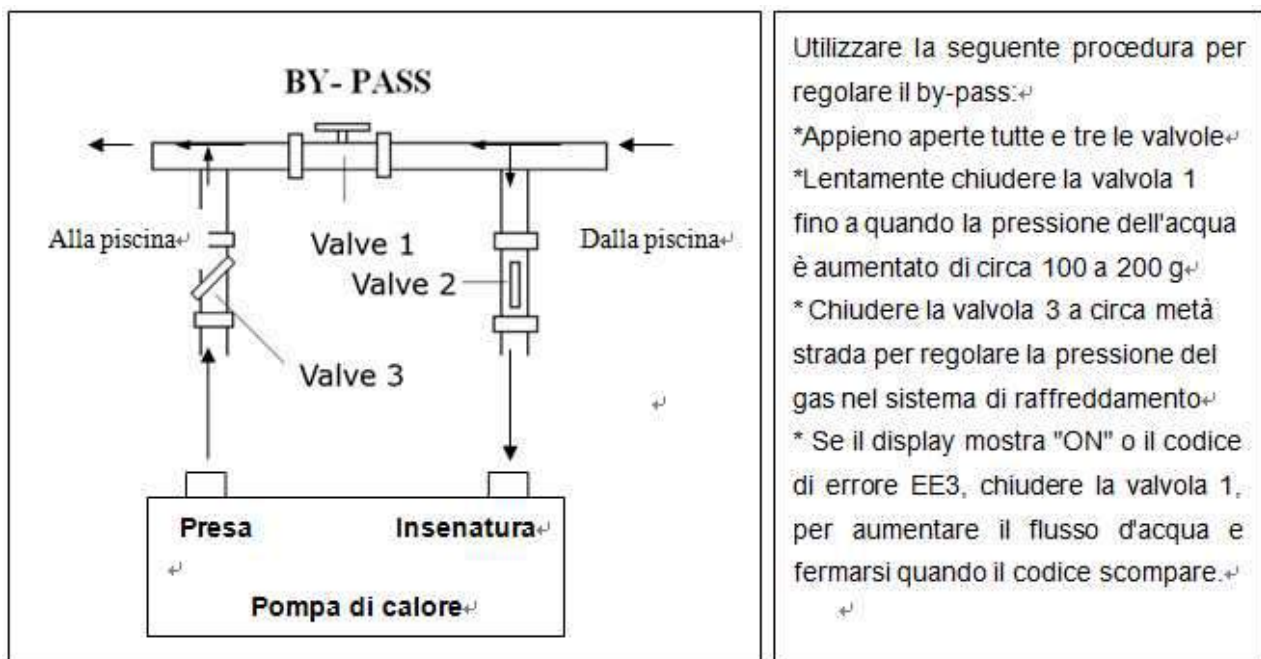 BY- PASS
Alla piscina
Valve 1
Dalla piscina
Valve 2
Valve 3
Presa
Insenatura
Pompa di calore
Utilizzare la seguente procedura per
regolare il by-pass:
*Appieno aperte tutte e tre le valvole
*Lentamente chiudere la valvola 1
fino a quando la pressione dell'acqua
è aumentato di circa 100 a 200 g
* Chiudere la valvola 3 a circa metà
strada per regolare la pressione del
gas nel sistema di raffreddamento
* Se il display mostra "ON" o il codice
di errore EE3, chiudere la valvola 1,
per aumentare il flusso d'acqua e
fermarsi quando il codice scompare.